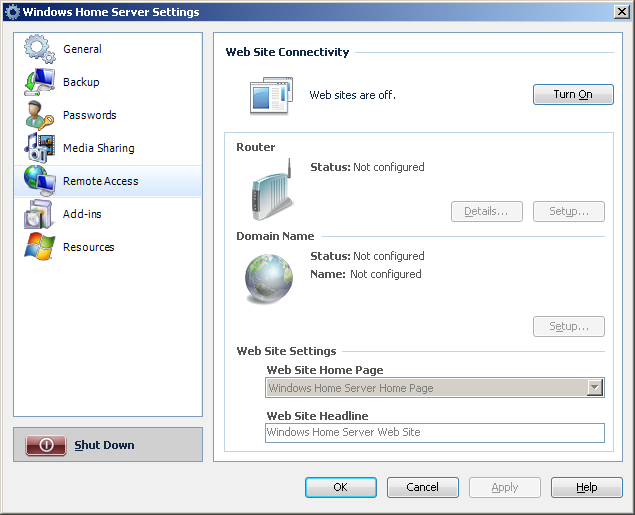 Windows Home Server Settings
General
Backup
Passwords
Media Sharing
Remote Access
Add-ins
Resources
Shut Down
Web Site Connectivity
Web sites are off.
Turn On
Router
Status: Not configured
Details...
Setup...
Domain Name
Status: Not configured
Name: Not configured
Setup...
Web Site Settings
Web Site Home Page
Windows Home Server Home Page
Web Site Headline
Windows Home Server Web Site
OK
Cancel
Apply
Help